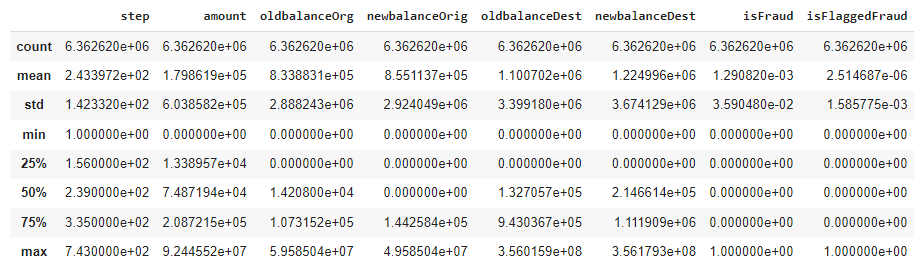 step amount oldbalanceOrg newbalanceOrig oldbalanceDest newbalanceDest isFraud isFlaggedFraud
count 6.362620e+06 6.362620e+06 6.362620e+06 6.362620e+06 6.362620e+06 6.362620e+06 6.362620e+06 6.362620e+06
mean 2.433972e+02 1.798619e+05 8.338831e+05 8.551137e+05 1.100702e+06 1.224996e+06 1.290820e-03 2.514687e-06
std 1.423320e+02 6.038582e+05 2.888243e+06 2.924049e+06 3.399180e+06 3.674129e+06 3.590480e-02 1.585775e-03
min 1.000000e+00 0.000000e+00 0.000000e+00 0.000000e+00 0.000000e+00 0.000000e+00 0.000000e+00 0.000000e+00
25% 1.560000e+02 1.338957e+04 0.000000e+00 0.000000e+00 0.000000e+00 0.000000e+00 0.000000e+00 0.000000e+00
50% 2.390000e+02 7.487194e+04 1.420800e+04 0.000000e+00 1.327057e+05 2.146614e+05 0.000000e+00 0.000000e+00
75% 3.350000e+02 2.087215e+05 1.073152e+05 1.442584e+05 9.430367e+05 1.111909e+06 0.000000e+00 0.000000e+00
max 7.430000e+02 9.244552e+07 5.958504e+07 4.958504e+07 3.560159e+08 3.561793e+08 1.000000e+00 1.000000e+00